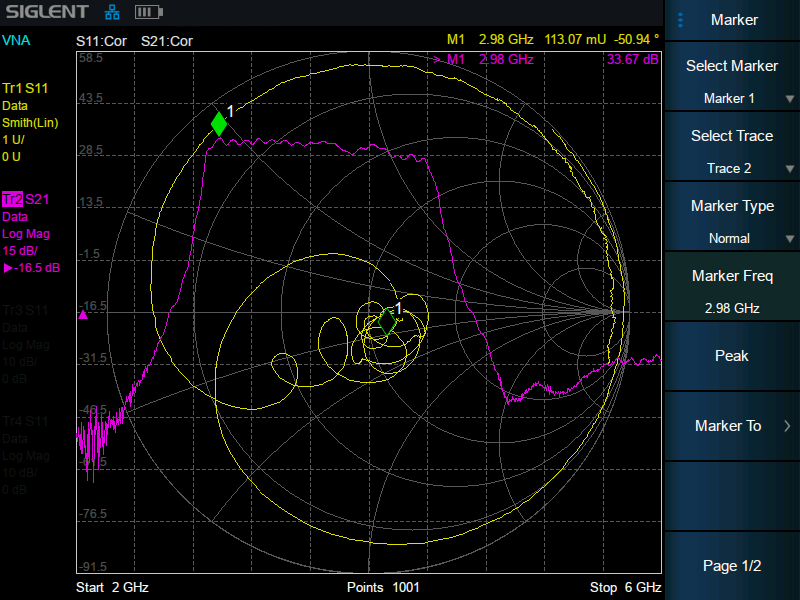 SIGLENT
Marker
VNA
S11:Cor S21:Cor
M1 2.98 GHz 113.07 mU -50.94 °
> M1 2.98 GHz 33.67 dB
Tr1 S11
Data
Smith(Lin)
1 U/
0 U
Tr2 S21
Data
Log Mag
15 dB/
-16.5 dB
Tr3 S11
Data
Log Mag
10 dB/
0 dB
Tr4 S11
Data
Log Mag
10 dB/
0 dB
58.5
43.5
28.5
13.5
-1.5
-16.5
-31.5
-46.5
-61.5
-76.5
-91.5
1
1
Start 2 GHz
Points 1001
Stop 6 GHz
Select Marker
Marker 1
Select Trace
Trace 2
Marker Type
Normal
Marker Freq
2.98 GHz
Peak
Marker To
Page 1/2